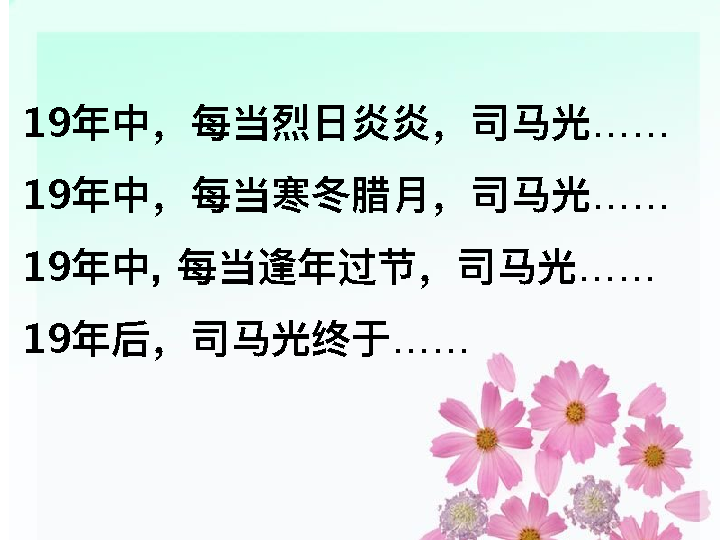 19年中，每当烈日炎炎，司马光……
19年中，每当寒冬腊月，司马光……
19年中, 每当逢年过节，司马光……
19年后，司马光终于……